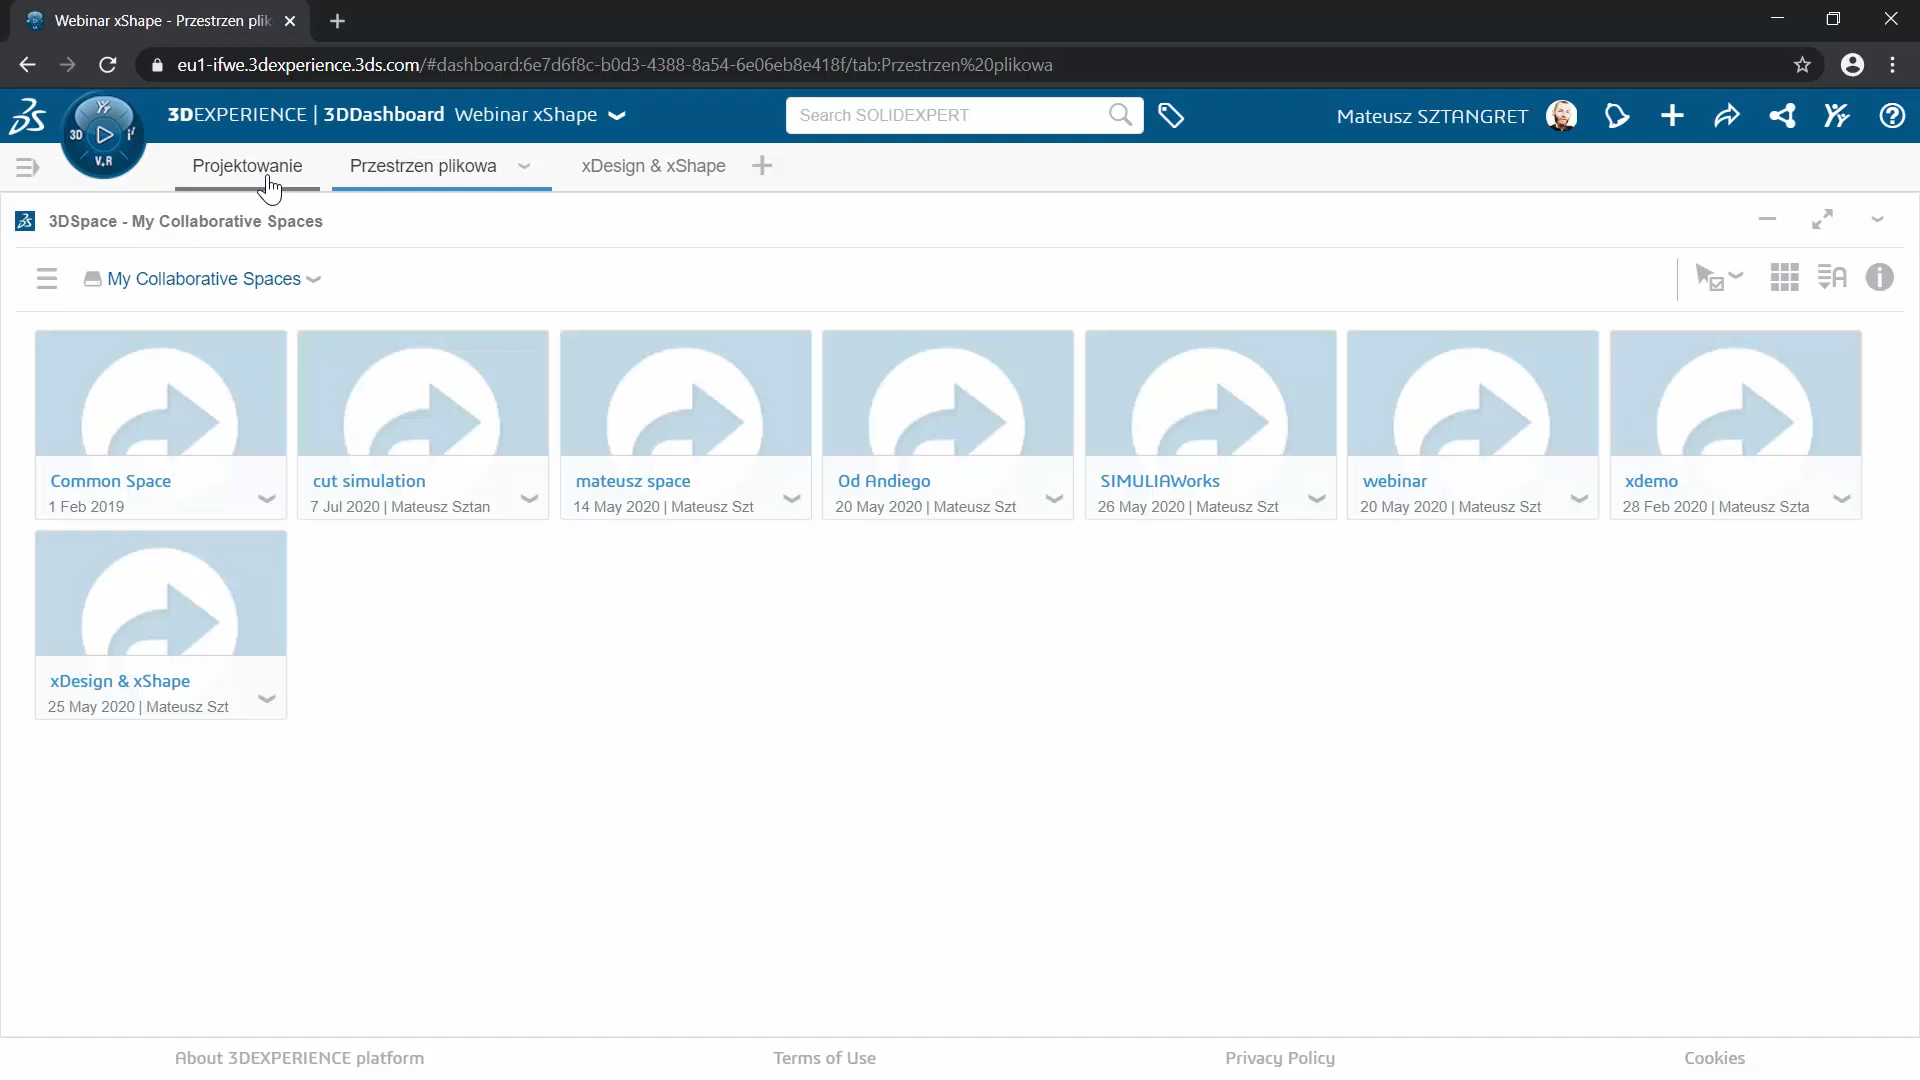 Webinar xShape - Przestrzen plik
eu1-ifwe.3dexperience.3ds.com/#dashboard:6e7d6f8c-b0d3-4388-8a54-6e06eb8e418f/tab:Przestrzen%20plikowa
3D
V.R
3DEXPERIENCE | 3DDashboard Webinar xShape
Search SOLIDEXPERT
Mateusz SZTANGRET
Projektowanie
Przestrzen plikowa
xDesign & xShape
3DSpace - My Collaborative Spaces
My Collaborative Spaces
Common Space
1 Feb 2019
cut simulation
7 Jul 2020 | Mateusz Sztan
mateusz space
14 May 2020 | Mateusz Szt
Od Andiego
20 May 2020 | Mateusz Szt
SIMULIAWorks
26 May 2020 | Mateusz Szt
webinar
20 May 2020 | Mateusz Szt
xdemo
28 Feb 2020 | Mateusz Szta
xDesign & xShape
25 May 2020 | Mateusz Szt
About 3DEXPERIENCE platform
Terms of Use
Privacy Policy
Cookies